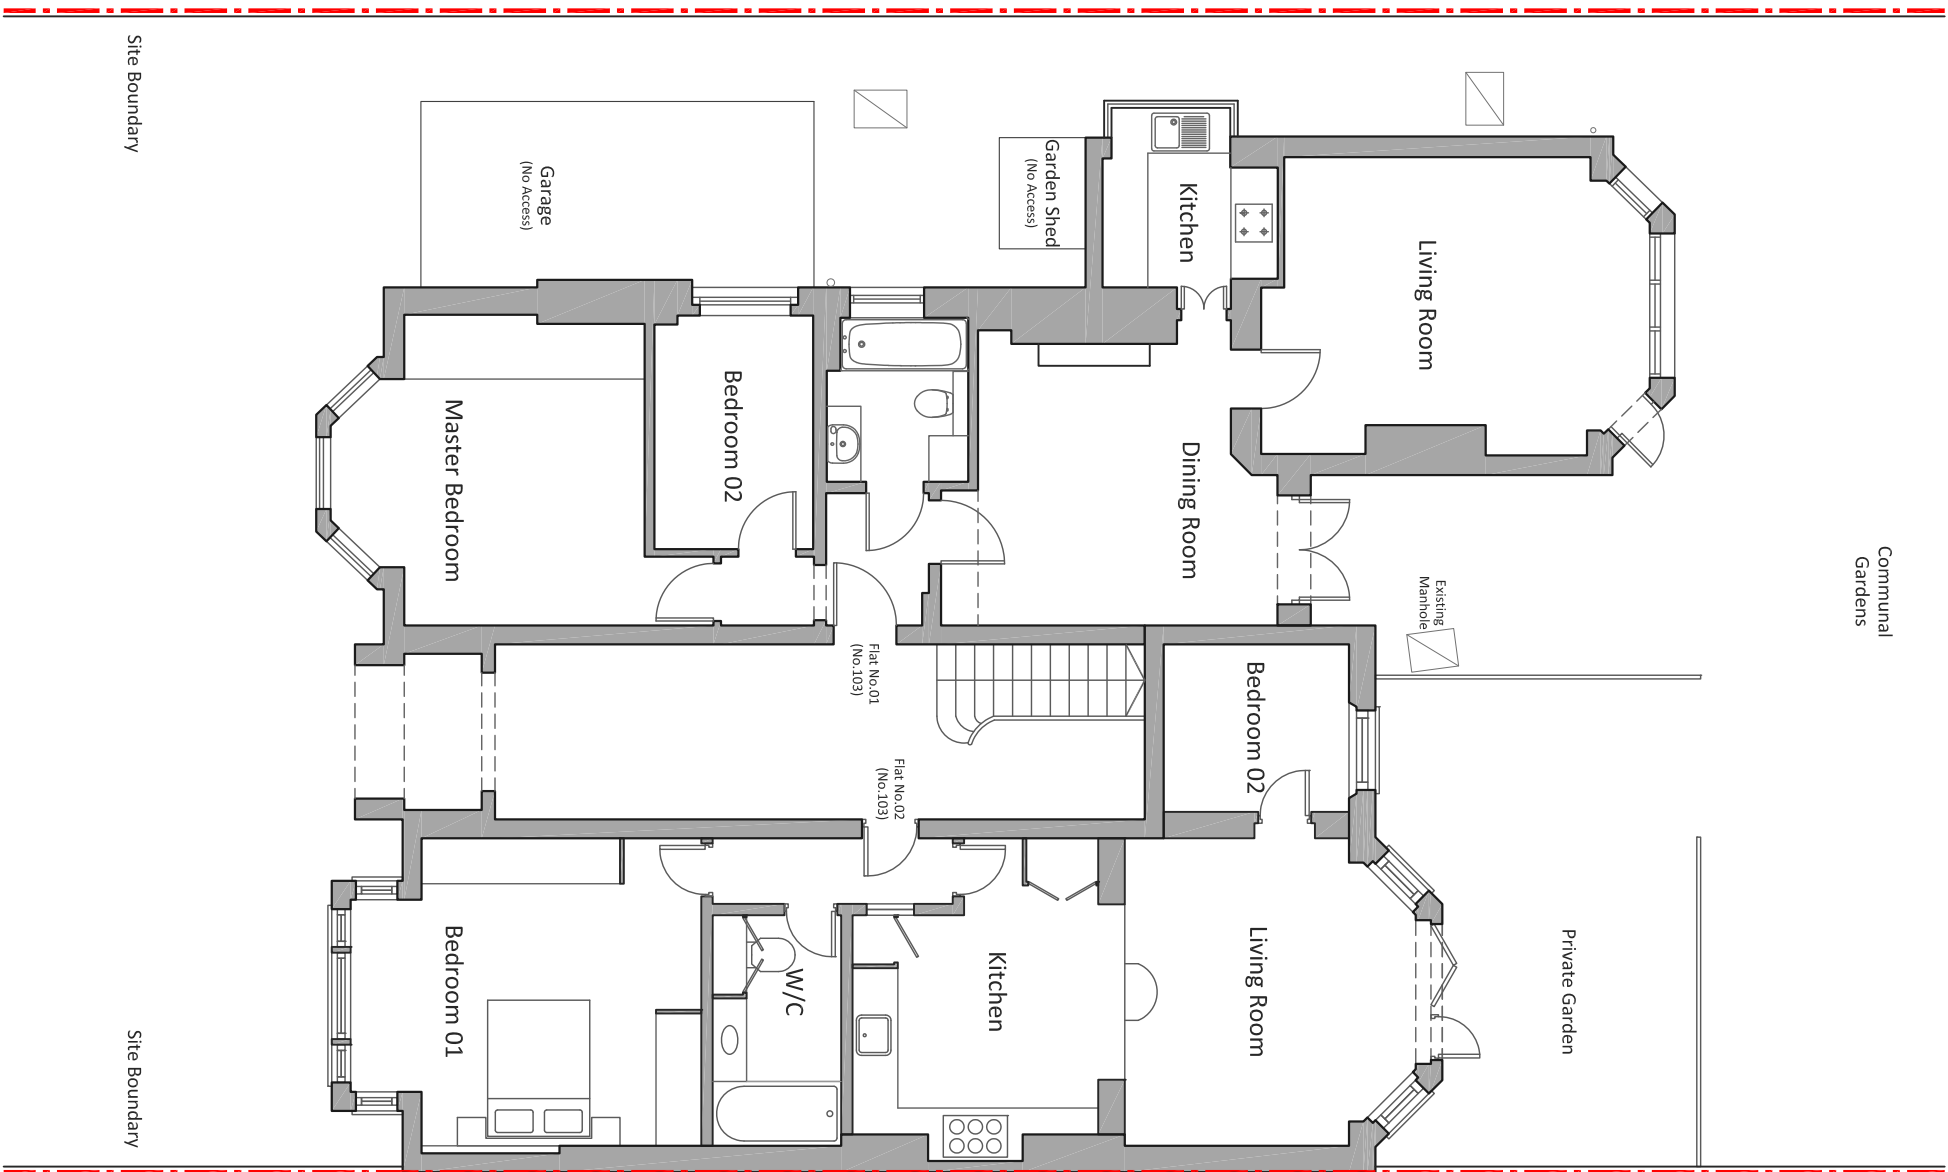 Site Boundary
Garage
(No Access)
Garden Shed
(No Access)
Kitchen
Living Room
Master Bedroom
Bedroom 02
Dining Room
Existing
Manhole
Communal
Gardens
Flat No.01
(No.103)
Flat No.02
(No.103)
Bedroom 02
Bedroom 01
W/C
Kitchen
Living Room
Private Garden
Site Boundary